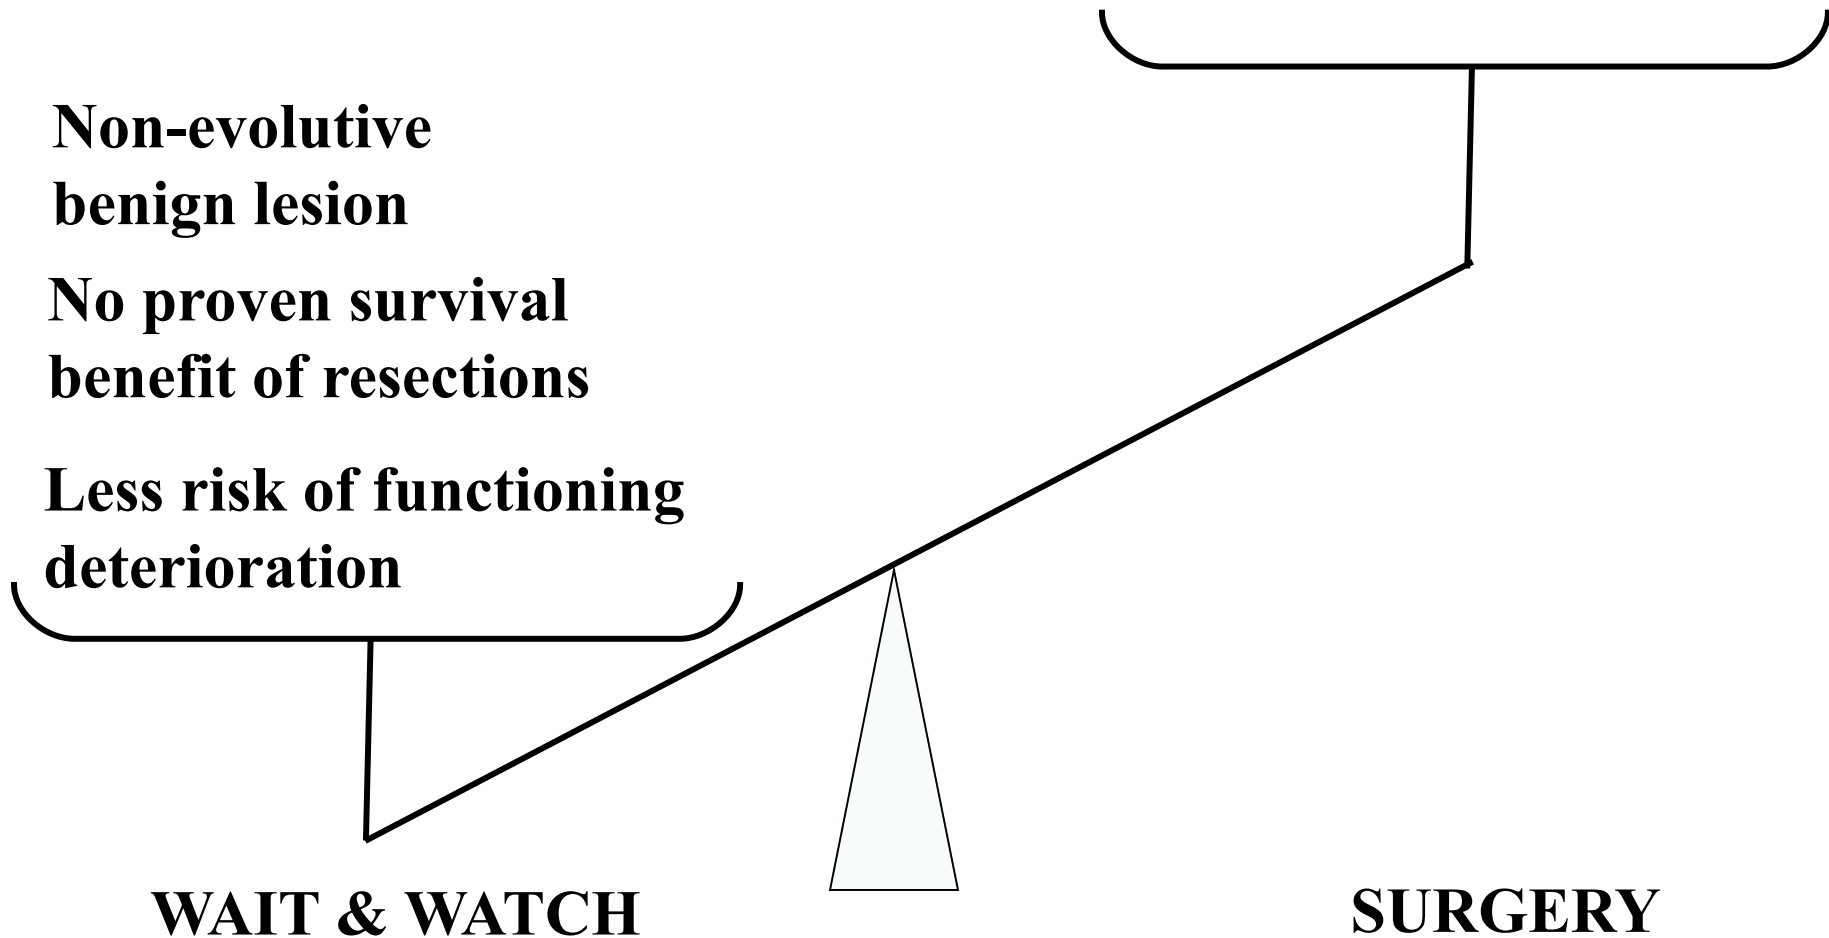 Non-evolutive
benign lesion
No proven survival
benefit of resections
Less risk of functioning
deterioration
WAIT & WATCH
SURGERY